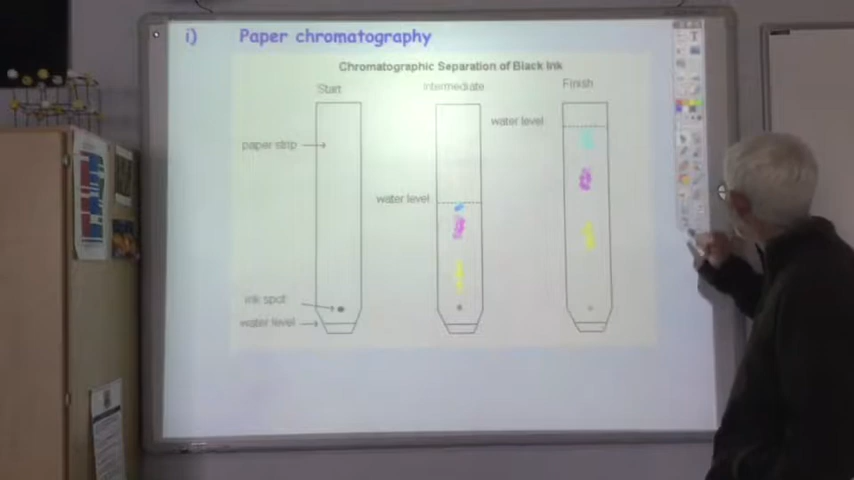 i) Paper chromatography
Chromatographic Separation of Black Ink
Start
Intermediate
Finish
water level
paper strip
water level
ink spot
water level